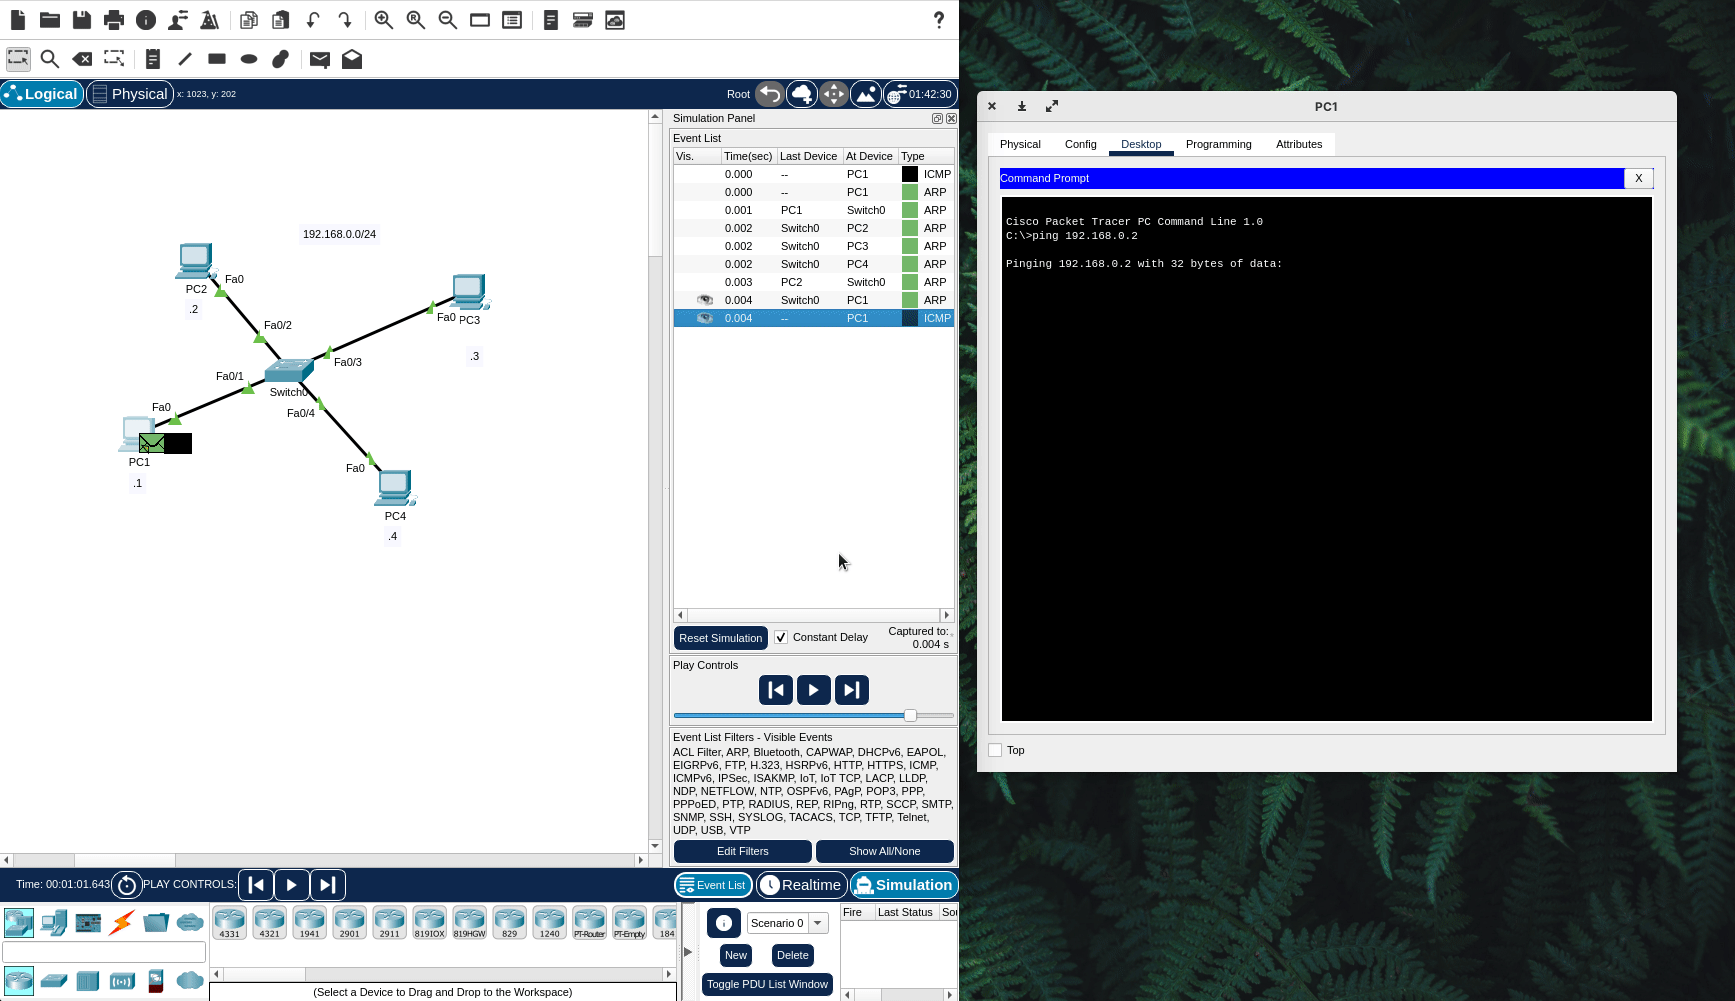 ?
Logical
Physical
x: 1023, y: 202
Root
01:42:30
192.168.0.0/24
PC2
.2
Fa0
Fa0/2
Fa0
PC3
.3
Fa0/3
Fa0/1
Switch0
Fa0/4
Fa0
PC1
.1
Fa0
PC4
.4
Simulation Panel
Event List
Vis. Time(sec) Last Device At Device Type
0.000 -- PC1 ICMP
0.000 -- PC1 ARP
0.001 PC1 Switch0 ARP
0.002 Switch0 PC2 ARP
0.002 Switch0 PC3 ARP
0.002 Switch0 PC4 ARP
0.003 PC2 Switch0 ARP
0.004 Switch0 PC1 ARP
0.004 -- PC1 ICMP
Reset Simulation
Constant Delay
Captured to:
0.004 s
Play Controls
Event List Filters - Visible Events
ACL Filter, ARP, Bluetooth, CAPWAP, DHCPv6, EAPOL,
EIGRPv6, FTP, H.323, HSRPv6, HTTP, HTTPS, ICMP,
ICMPv6, IPSec, ISAKMP, IoT, IoT TCP, LACP, LLDP,
NDP, NETFLOW, NTP, OSPFv6, PAgP, POP3, PPP,
PPPoED, PTP, RADIUS, REP, RIPng, RTP, SCCP, SMTP,
SNMP, SSH, SYSLOG, TACACS, TCP, TFTP, Telnet,
UDP, USB, VTP
Edit Filters
Show All/None
Time: 00:01:01.643
PLAY CONTROLS:
Event List
Realtime
Simulation
4331 4321 1941 2901 2911 819IOX 819HGW 829 1240 PT-Router PT-Empty 184
(Select a Device to Drag and Drop to the Workspace)
Scenario 0
New
Delete
Toggle PDU List Window
Fire Last Status Sou
PC1
Physical Config Desktop Programming Attributes
Command Prompt
X
Cisco Packet Tracer PC Command Line 1.0
C:\>ping 192.168.0.2
Pinging 192.168.0.2 with 32 bytes of data:
Top